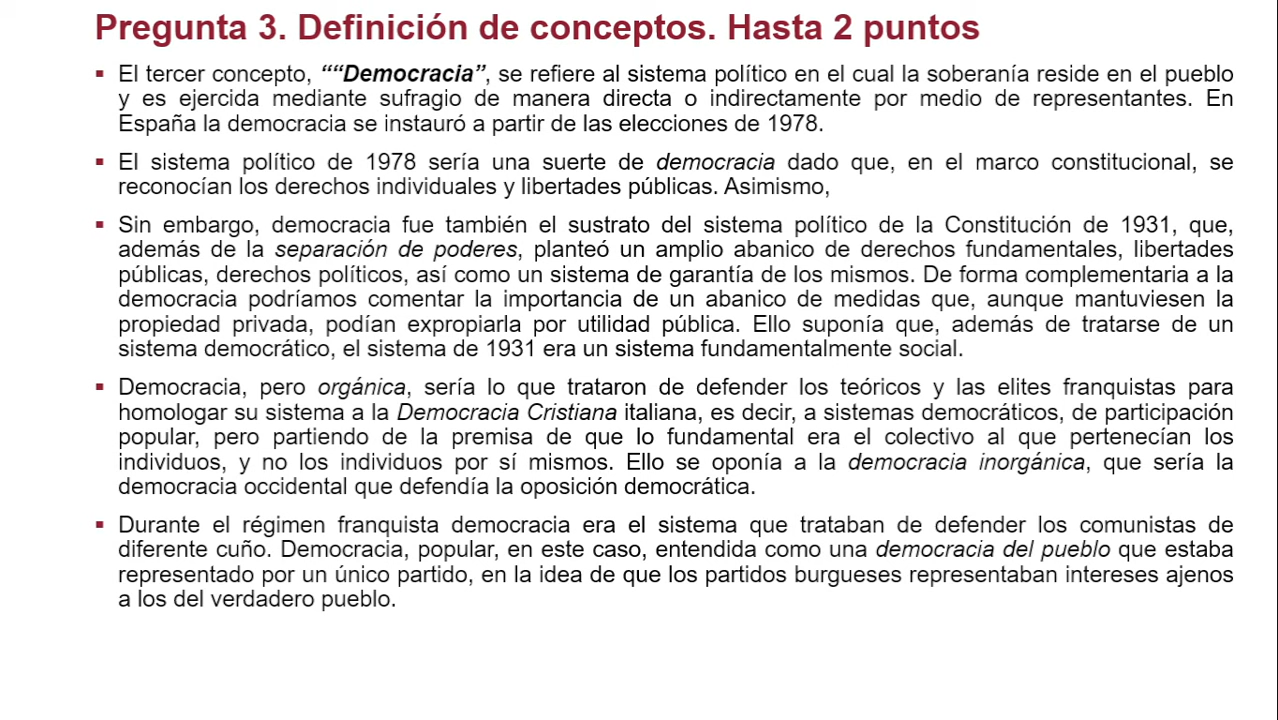 Pregunta 3. Definición de conceptos. Hasta 2 puntos
▪ El tercer concepto, ““Democracia”, se refiere al sistema político en el cual la soberanía reside en el pueblo
y es ejercida mediante sufragio de manera directa o indirectamente por medio de representantes. En
España la democracia se instauró a partir de las elecciones de 1978.
▪ El sistema político de 1978 sería una suerte de democracia dado que, en el marco constitucional, se
reconocían los derechos individuales y libertades públicas. Asimismo,
▪ Sin embargo, democracia fue también el sustrato del sistema político de la Constitución de 1931, que,
además de la separación de poderes, planteó un amplio abanico de derechos fundamentales, libertades
públicas, derechos políticos, así como un sistema de garantía de los mismos. De forma complementaria a la
democracia podríamos comentar la importancia de un abanico de medidas que, aunque mantuviesen la
propiedad privada, podían expropiarla por utilidad pública. Ello suponía que, además de tratarse de un
sistema democrático, el sistema de 1931 era un sistema fundamentalmente social.
▪ Democracia, pero orgánica, sería lo que trataron de defender los teóricos y las elites franquistas para
homologar su sistema a la Democracia Cristiana italiana, es decir, a sistemas democráticos, de participación
popular, pero partiendo de la premisa de que lo fundamental era el colectivo al que pertenecían los
individuos, y no los individuos por sí mismos. Ello se oponía a la democracia inorgánica, que sería la
democracia occidental que defendía la oposición democrática.
▪ Durante el régimen franquista democracia era el sistema que trataban de defender los comunistas de
diferente cuño. Democracia, popular, en este caso, entendida como una democracia del pueblo que estaba
representado por un único partido, en la idea de que los partidos burgueses representaban intereses ajenos
a los del verdadero pueblo.